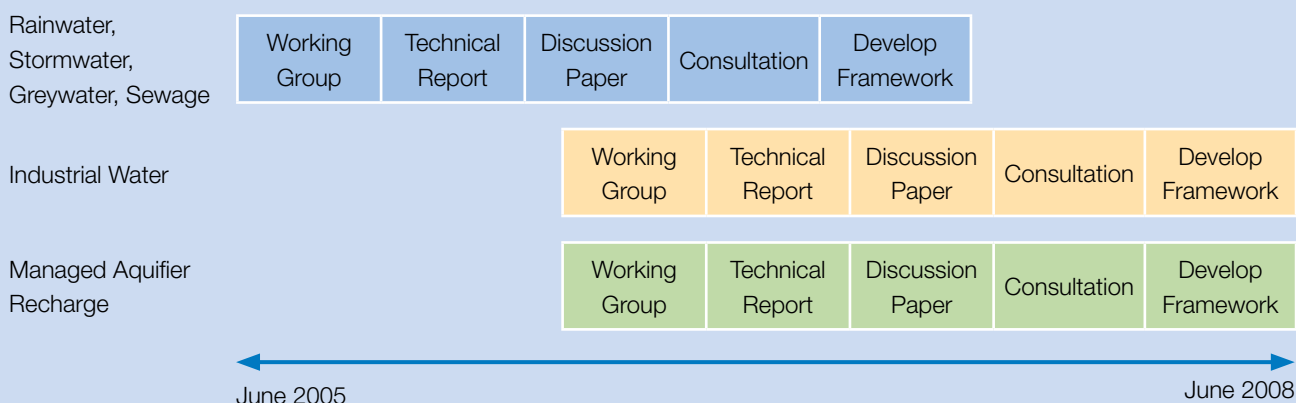 Rainwater,
Stormwater,
Greywater, Sewage
Working
Group
Technical
Report
Discussion
Paper
Consultation
Develop
Framework
Industrial Water
Working
Group
Technical
Report
Discussion
Paper
Consultation
Develop
Framework
Managed Aquifier
Recharge
Working
Group
Technical
Report
Discussion
Paper
Consultation
Develop
Framework
June 2005
June 2008